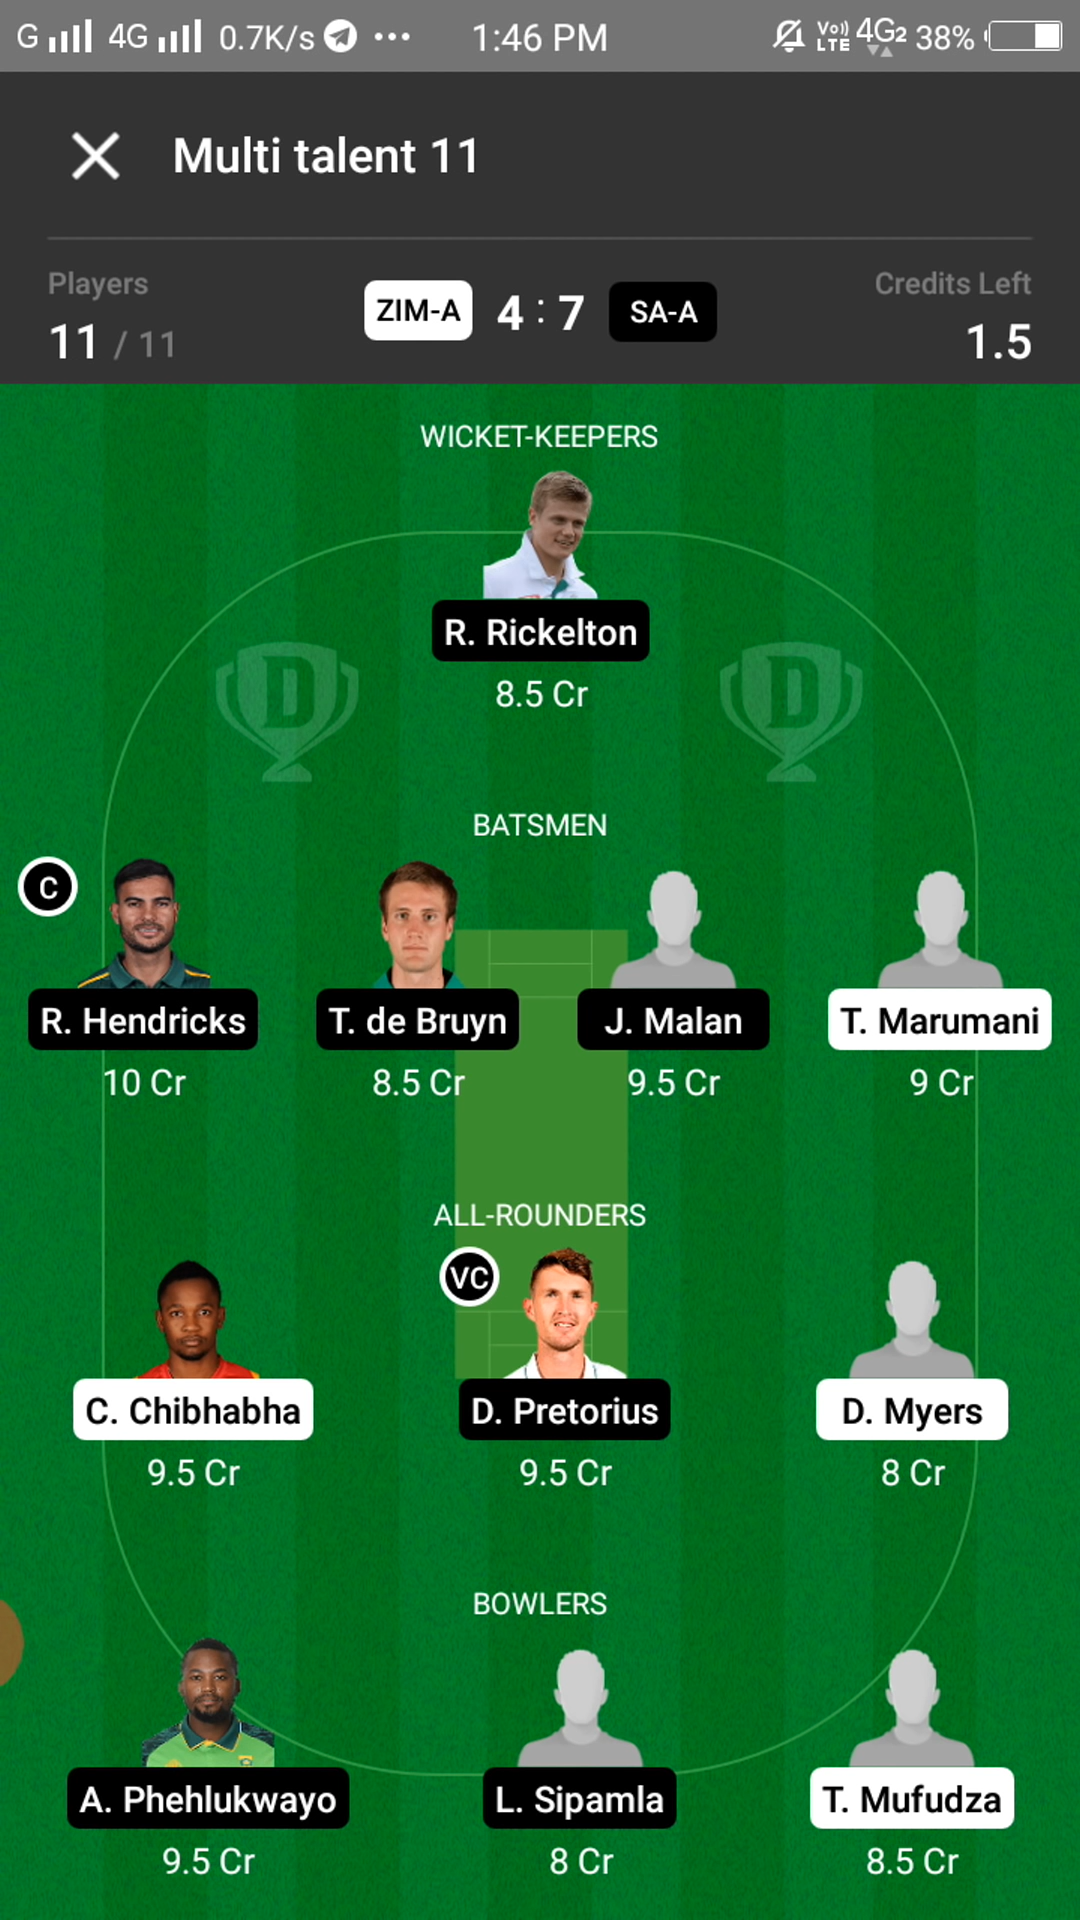 G 4G 0.7K/s ... 1:46 PM Vo)) LTE 4G2 38%
Multi talent 11
Players
Credits Left
ZIM-A 4 : 7 SA-A
11 / 11
1.5
WICKET-KEEPERS
R. Rickelton
8.5 Cr
D D
BATSMEN
C
R. Hendricks T. de Bruyn J. Malan T. Marumani
10 Cr 8.5 Cr 9.5 Cr 9 Cr
ALL-ROUNDERS
VC
C. Chibhabha D. Pretorius D. Myers
9.5 Cr 9.5 Cr 8 Cr
BOWLERS
A. Phehlukwayo L. Sipamla T. Mufudza
9.5 Cr 8 Cr 8.5 Cr